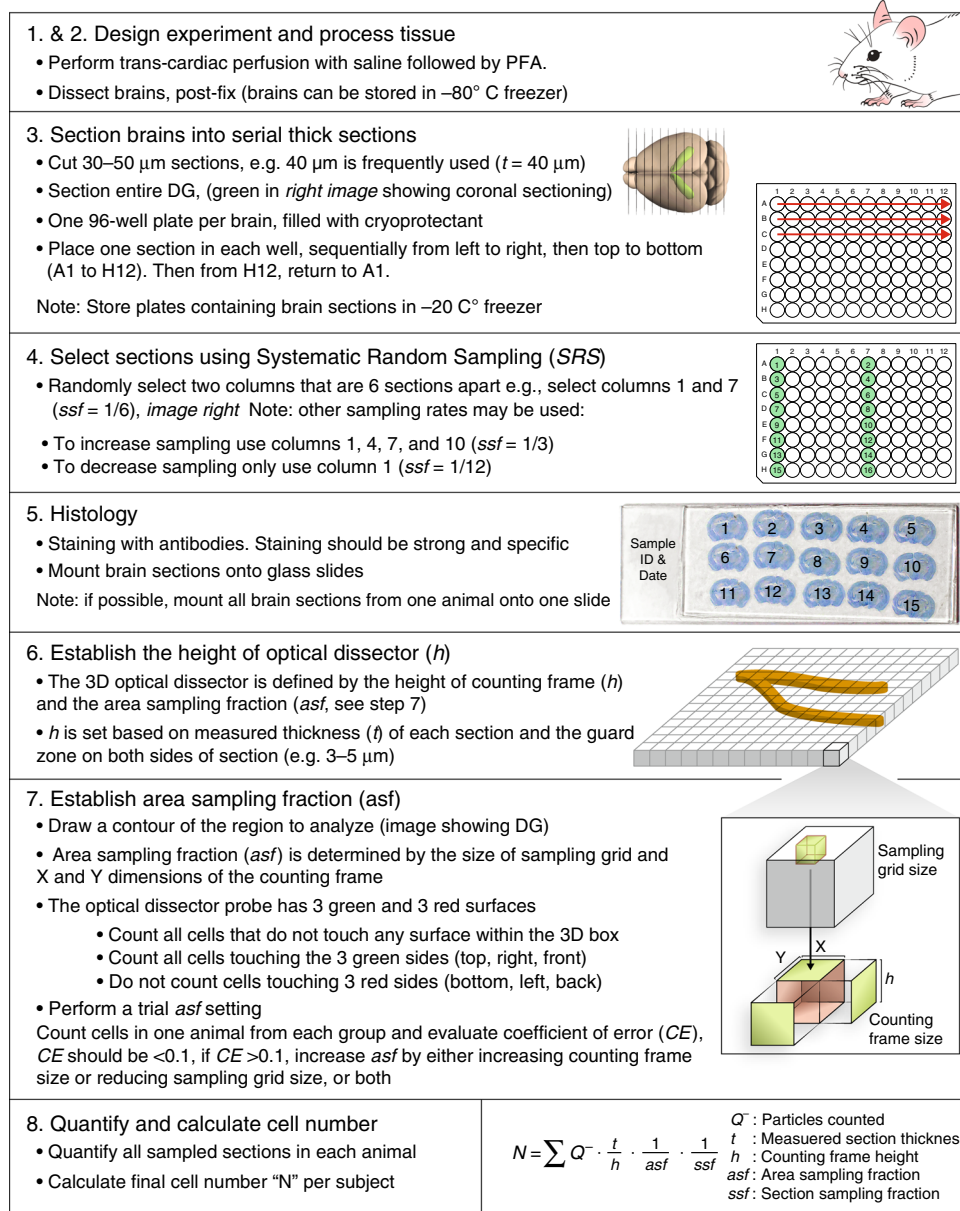 1. & 2. Design experiment and process tissue
• Perform trans-cardiac perfusion with saline followed by PFA.
• Dissect brains, post-fix (brains can be stored in –80° C freezer)
3. Section brains into serial thick sections
• Cut 30–50 μm sections, e.g. 40 μm is frequently used (t = 40 μm)
• Section entire DG, (green in right image showing coronal sectioning)
• One 96-well plate per brain, filled with cryoprotectant
• Place one section in each well, sequentially from left to right, then top to bottom
(A1 to H12). Then from H12, return to A1.
Note: Store plates containing brain sections in –20 C° freezer
1 2 3 4 5 6 7 8 9 10 11 12
A
B
C
D
E
F
G
H
4. Select sections using Systematic Random Sampling (SRS)
• Randomly select two columns that are 6 sections apart e.g., select columns 1 and 7
(ssf = 1/6), image right Note: other sampling rates may be used:
• To increase sampling use columns 1, 4, 7, and 10 (ssf = 1/3)
• To decrease sampling only use column 1 (ssf = 1/12)
1 2 3 4 5 6 7 8 9 10 11 12
A 1 2
B 3 4
C 5 6
D 7 8
E 9 10
F 11 12
G 13 14
H 15 16
5. Histology
• Staining with antibodies. Staining should be strong and specific
• Mount brain sections onto glass slides
Note: if possible, mount all brain sections from one animal onto one slide
Sample
ID &
Date
1 2 3 4 5
6 7 8 9 10
11 12 13 14 15
6. Establish the height of optical dissector (h)
• The 3D optical dissector is defined by the height of counting frame (h)
and the area sampling fraction (asf, see step 7)
• h is set based on measured thickness (t) of each section and the guard
zone on both sides of section (e.g. 3–5 μm)
7. Establish area sampling fraction (asf)
• Draw a contour of the region to analyze (image showing DG)
• Area sampling fraction (asf) is determined by the size of sampling grid and
X and Y dimensions of the counting frame
• The optical dissector probe has 3 green and 3 red surfaces
• Count all cells that do not touch any surface within the 3D box
• Count all cells touching the 3 green sides (top, right, front)
• Do not count cells touching 3 red sides (bottom, left, back)
• Perform a trial asf setting
Count cells in one animal from each group and evaluate coefficient of error (CE),
CE should be <0.1, if CE >0.1, increase asf by either increasing counting frame
size or reducing sampling grid size, or both
Sampling
grid size
X
Y
h
Counting
frame size
8. Quantify and calculate cell number
• Quantify all sampled sections in each animal
• Calculate final cell number “N” per subject
N = ∑ Q⁻ · t/h · 1/asf · 1/ssf
Q⁻ : Particles counted
t : Measuered section thicknes
h : Counting frame height
asf : Area sampling fraction
ssf : Section sampling fraction